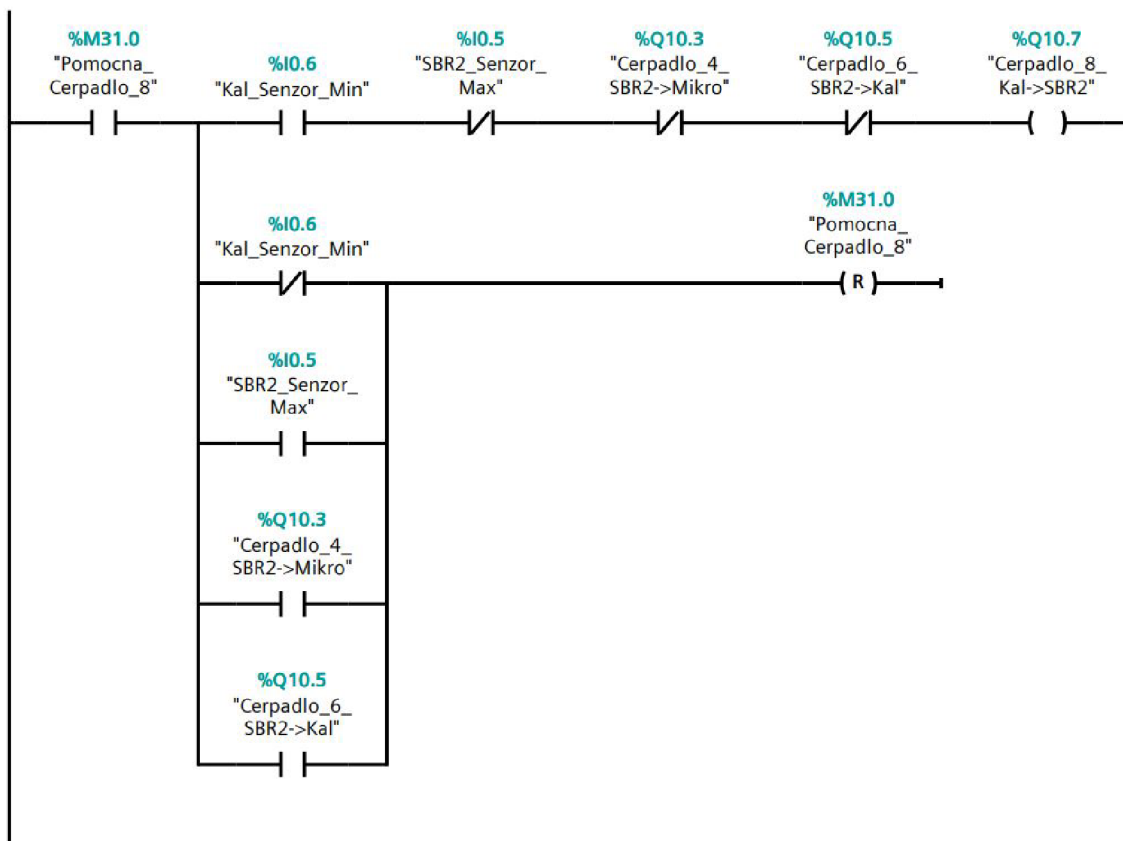 %M31.0
"Pomocna_
Cerpadlo_8"
%I0.6
"Kal_Senzor_Min"
%I0.5
"SBR2_Senzor_
Max"
%Q10.3
"Cerpadlo_4_
SBR2->Mikro"
%Q10.5
"Cerpadlo_6_
SBR2->Kal"
%Q10.7
"Cerpadlo_8_
Kal->SBR2"
%I0.6
"Kal_Senzor_Min"
%M31.0
"Pomocna_
Cerpadlo_8"
R
%I0.5
"SBR2_Senzor_
Max"
%Q10.3
"Cerpadlo_4_
SBR2->Mikro"
%Q10.5
"Cerpadlo_6_
SBR2->Kal"